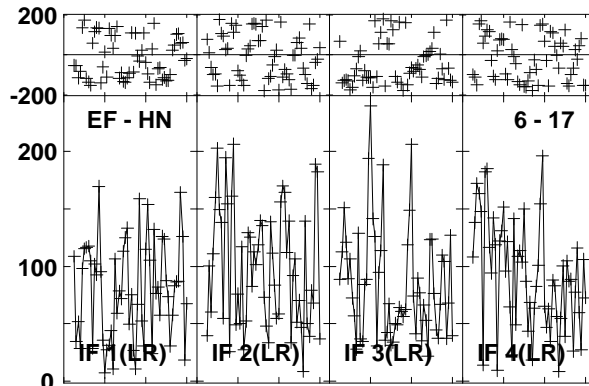 200
-200
EF - HN 6 - 17
200
100
0
IF 1(LR) IF 2(LR) IF 3(LR) IF 4(LR)